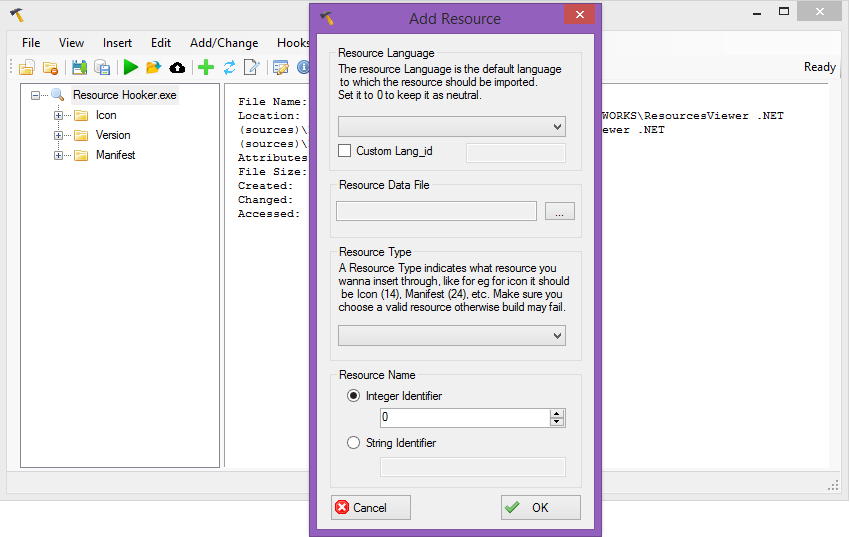 Add Resource
File View Insert Edit Add/Change Hooks
Ready
Resource Hooker.exe
Icon
Version
Manifest
File Name:
Location: WORKS\ResourcesViewer .NET
(sources)\ ewer .NET
(sources)\
Attributes
File Size:
Created:
Changed:
Accessed:
Resource Language
The resource Language is the default language
to which the resource should be imported.
Set it to 0 to keep it as neutral.
Custom Lang_id
Resource Data File
...
Resource Type
A Resource Type indicates what resource you
wanna insert through, like for eg for icon it should
be Icon (14), Manifest (24), etc. Make sure you
choose a valid resource otherwise build may fail.
Resource Name
Integer Identifier
0
String Identifier
Cancel OK